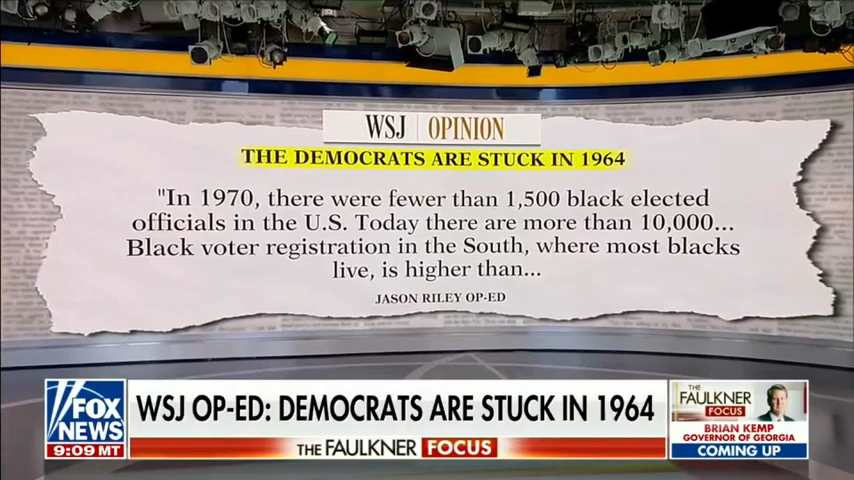 WSJ | OPINION
THE DEMOCRATS ARE STUCK IN 1964
"In 1970, there were fewer than 1,500 black elected
officials in the U.S. Today there are more than 10,000...
Black voter registration in the South, where most blacks
live, is higher than...
JASON RILEY OP-ED
FOX
NEWS
9:09 MT
WSJ OP-ED: DEMOCRATS ARE STUCK IN 1964
THE FAULKNER FOCUS
THE
FAULKNER
FOCUS
BRIAN KEMP
GOVERNOR OF GEORGIA
COMING UP